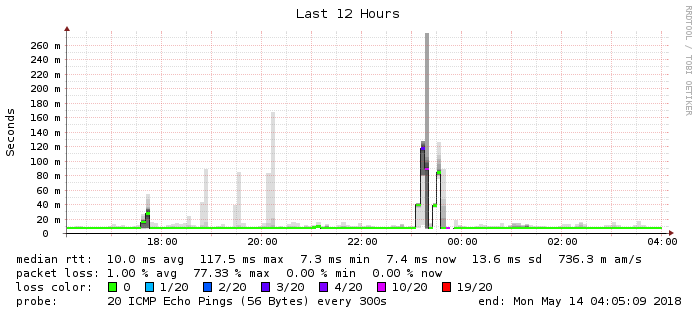 Last 12 Hours
RRDTOOL / TOBI OETIKER
Seconds
260 m
240 m
220 m
200 m
180 m
160 m
140 m
120 m
100 m
80 m
60 m
40 m
20 m
0
18:00 20:00 22:00 00:00 02:00 04:00
median rtt: 10.0 ms avg 117.5 ms max 7.3 ms min 7.4 ms now 13.6 ms sd 736.3 m am/s
packet loss: 1.00 % avg 77.33 % max 0.00 % min 0.00 % now
loss color: 0 1/20 2/20 3/20 4/20 10/20 19/20
probe: 20 ICMP Echo Pings (56 Bytes) every 300s end: Mon May 14 04:05:09 2018